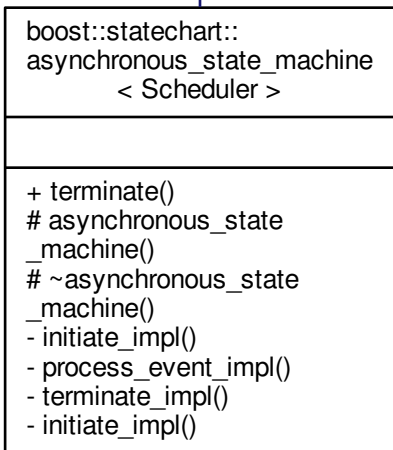 boost::statechart::
asynchronous_state_machine
< Scheduler >
+ terminate()
# asynchronous_state
_machine()
# ~asynchronous_state
_machine()
- initiate_impl()
- process_event_impl()
- terminate_impl()
- initiate_impl()